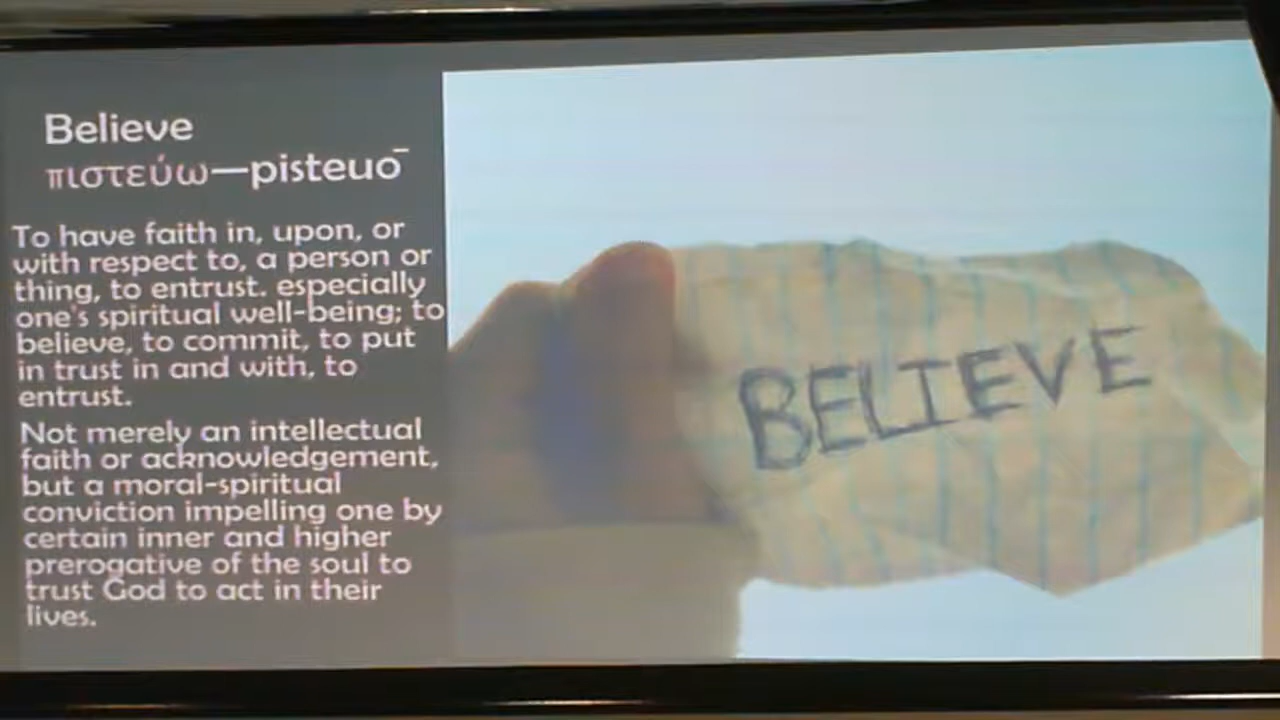 Believe
πιστεύω—pisteuō
To have faith in, upon, or
with respect to, a person or
thing, to entrust. especially
one's spiritual well-being; to
believe, to commit, to put
in trust in and with, to
entrust.
Not merely an intellectual
faith or acknowledgement,
but a moral-spiritual
conviction impelling one by
certain inner and higher
prerogative of the soul to
trust God to act in their
lives.
BELIEVE